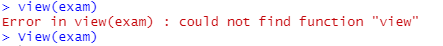 > view(exam)
Error in view(exam) : could not find function "view"
> View(exam)